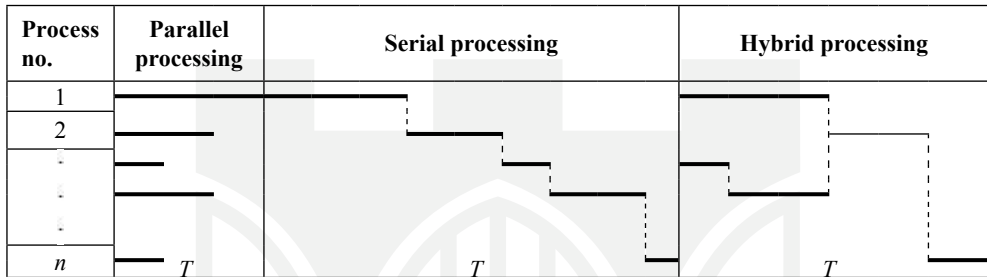 Process no.
Parallel processing
Serial processing
Hybrid processing
1
2
.
.
.
n
T
T
T